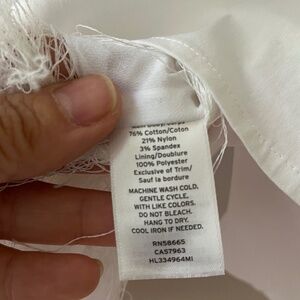 76% Cotton/Coton
21% Nylon
3% Spandex
Lining/Doublure
100% Polyester
Exclusive of Trim/
Sauf la bordure
MACHINE WASH COLD,
GENTLE CYCLE,
WITH LIKE COLORS.
DO NOT BLEACH.
HANG TO DRY.
COOL IRON IF NEEDED.
RN58665
CA57963
HL334964MI